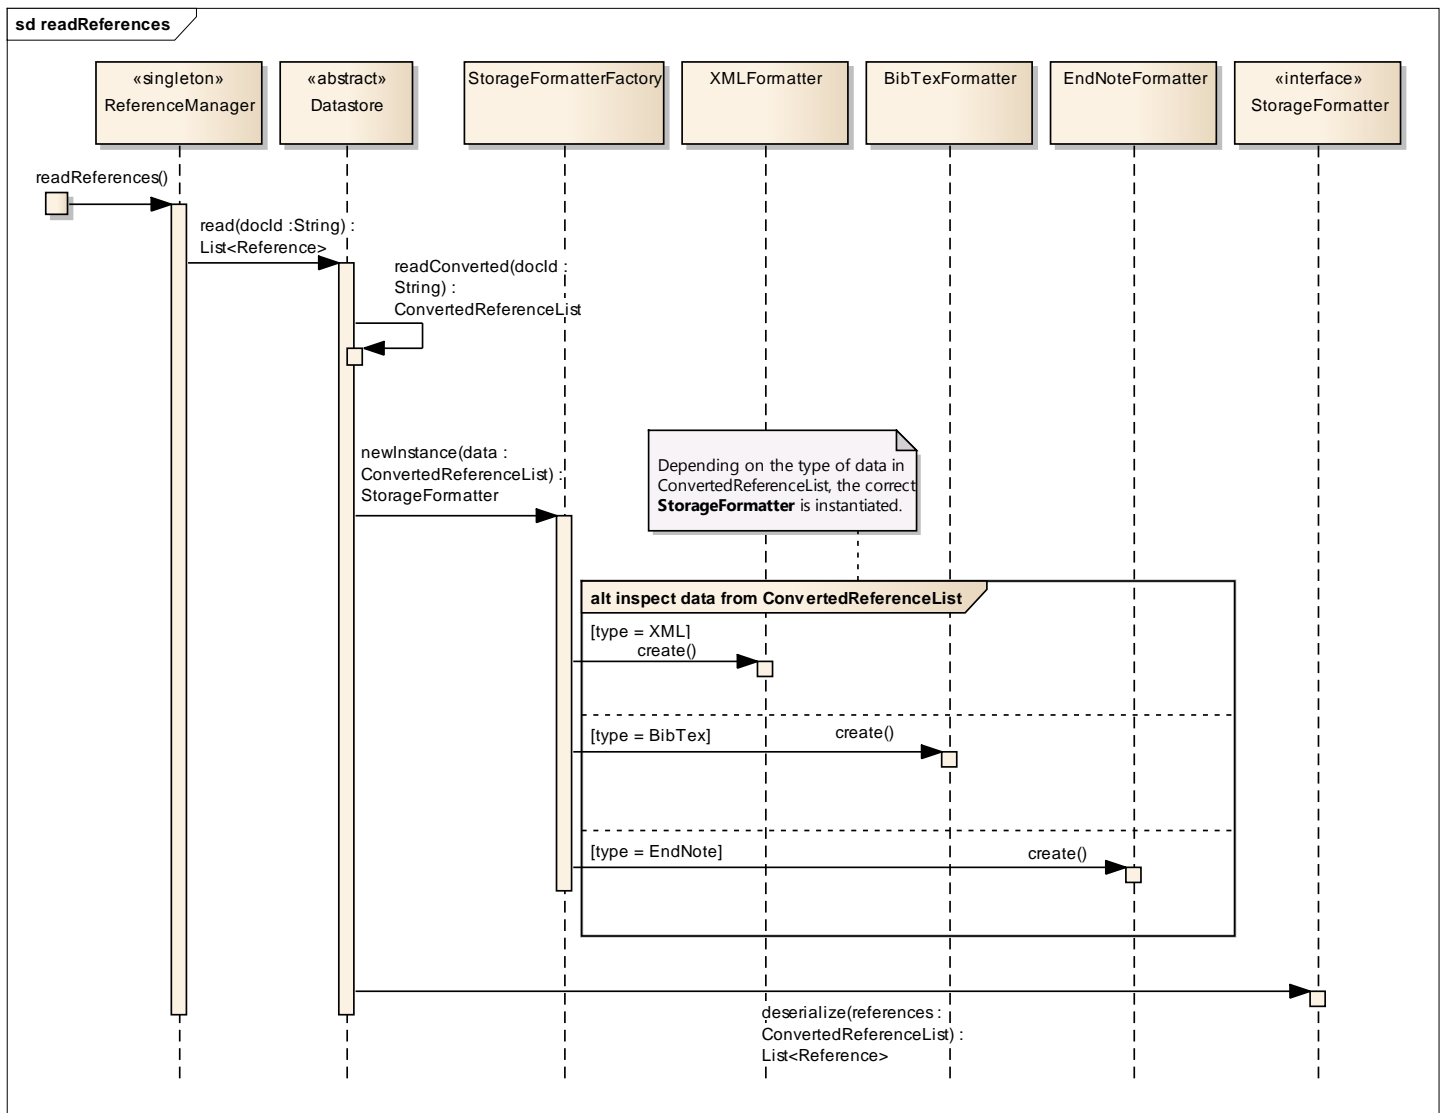 sd readReferences
«singleton»
ReferenceManager
«abstract»
Datastore
StorageFormatterFactory
XMLFormatter
BibTexFormatter
EndNoteFormatter
«interface»
StorageFormatter
readReferences()
read(docId :String) :
List<Reference>
readConverted(docId :
String) :
ConvertedReferenceList
newInstance(data :
ConvertedReferenceList) :
StorageFormatter
Depending on the type of data in
ConvertedReferenceList, the correct
StorageFormatter is instantiated.
alt inspect data from ConvertedReferenceList
[type = XML]
create()
[type = BibTex]
create()
[type = EndNote]
create()
deserialize(references :
ConvertedReferenceList) :
List<Reference>